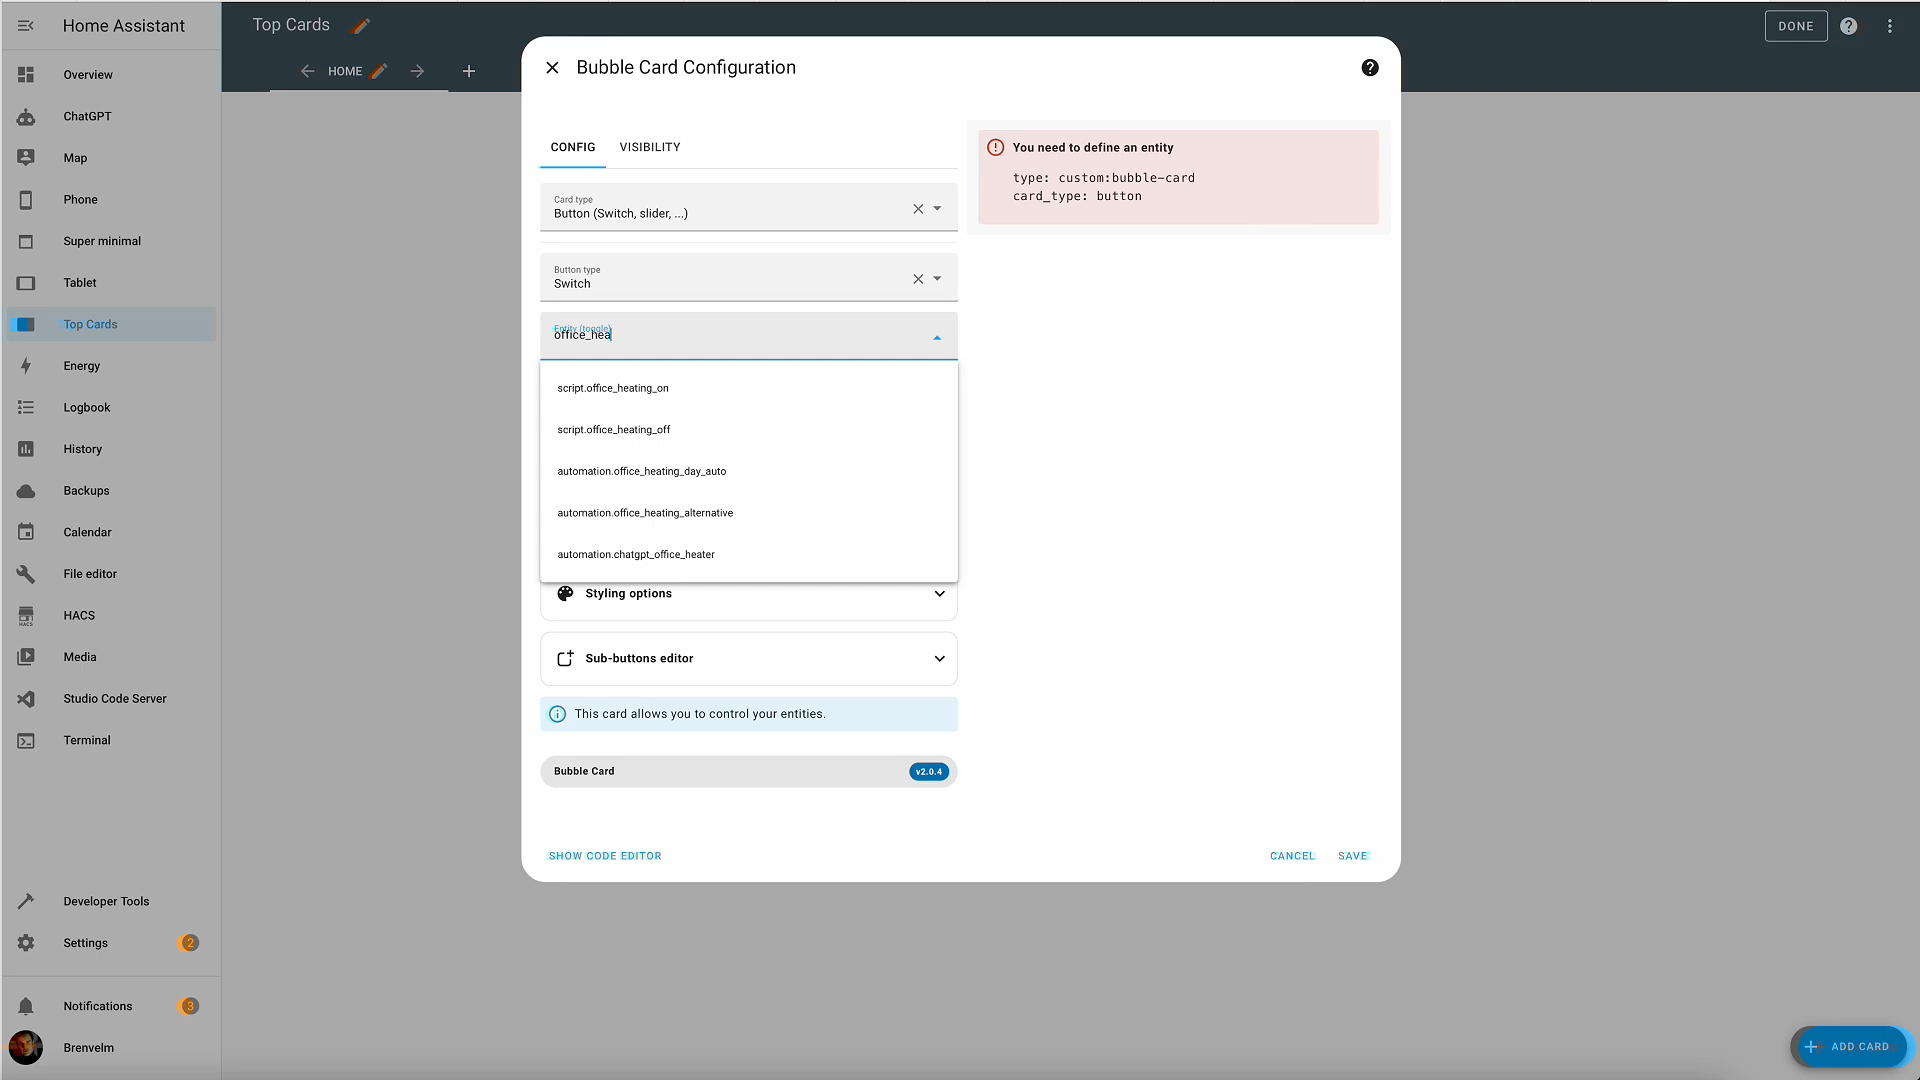 Home Assistant
Overview
ChatGPT
Map
Phone
Super minimal
Tablet
Top Cards
Energy
Logbook
History
Backups
Calendar
File editor
HACS
HACS
Media
Studio Code Server
Terminal
Developer Tools
Settings
2
Notifications
3
Brenvelm
Top Cards
HOME
DONE
Bubble Card Configuration
CONFIG
VISIBILITY
Card type
Button (Switch, slider, ...)
Button type
Switch
Entity (toggle)
office_hea
script.office_heating_on
script.office_heating_off
automation.office_heating_day_auto
automation.office_heating_alternative
automation.chatgpt_office_heater
Styling options
Sub-buttons editor
This card allows you to control your entities.
Bubble Card
v2.0.4
You need to define an entity
type: custom:bubble-card
card_type: button
SHOW CODE EDITOR
CANCEL
SAVE
ADD CARD